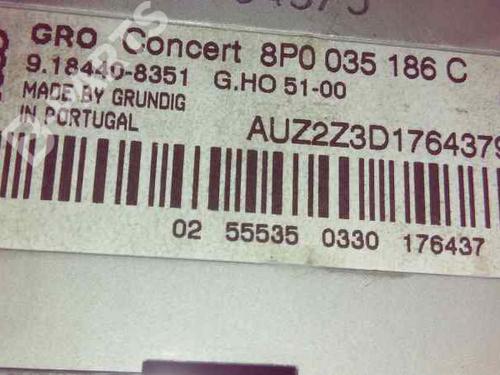 GRO Concert 8P0 035 186 C
9.18440-8351 G.HO 51-00
MADE BY GRUNDIG
IN PORTUGAL
AUZ2Z3D1764379
02 55535 0330 176437